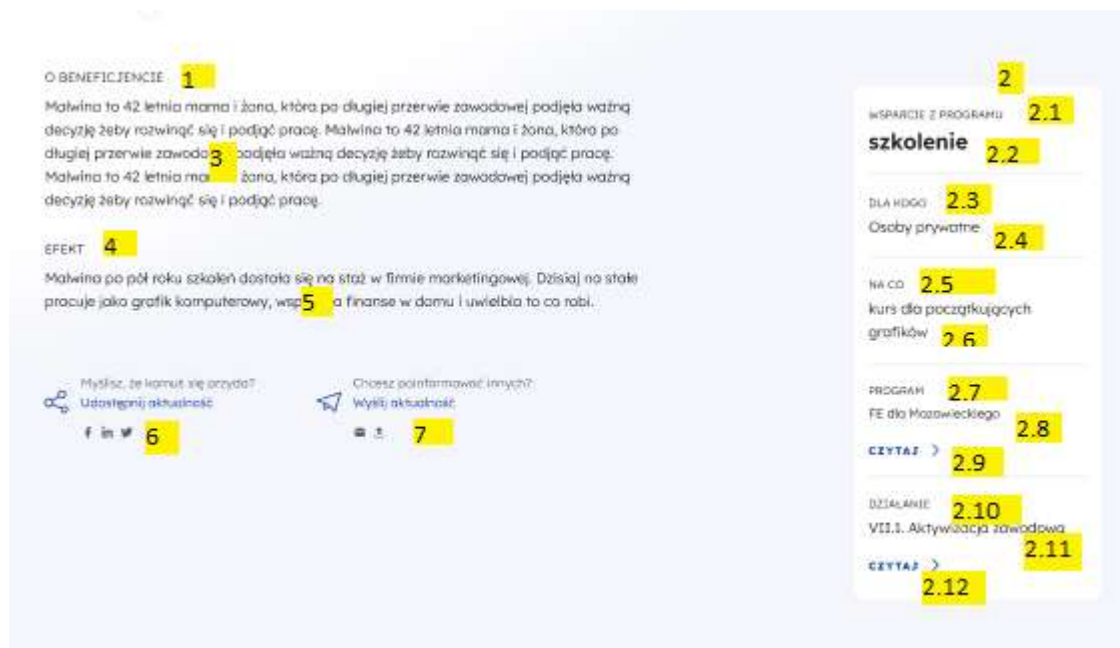 O BENEFICJENCIE 1
Malwina to 42 letnia mama i żona, która po długiej przerwie zawodowej podjęła ważną
decyzję żeby rozwinąć się i podjąć pracę. Malwina to 42 letnia mama i żona, która po
długiej przerwie zawodo 3 podjęła ważną decyzję żeby rozwinąć się i podjąć pracę.
Malwina to 42 letnia ma żona, która po długiej przerwie zawodowej podjęła ważną
decyzję żeby rozwinąć się i podjąć pracę.
EFEKT 4
Malwina po pół roku szkoleń dostała się na staż w firmie marketingowej. Dzisiaj na stałe
pracuje jako grafik komputerowy, wsp 5 a finanse w domu i uwielbia to co robi.
Myślisz, że komuś się przyda?
Udostępnij aktualność
6
Chcesz poinformować innych?
Wyślij aktualność
7
2
WSPARCIE Z PROGRAMU 2.1
szkolenie 2.2
DLA KOGO 2.3
Osoby prywatne 2.4
NA CO 2.5
kurs dla początkujących
grafików 2.6
PROGRAM 2.7
FE dla Mazowieckiego 2.8
CZYTAJ 2.9
DZIAŁANIE 2.10
VII.1. Aktywizacja zawodowa
2.11
CZYTAJ
2.12